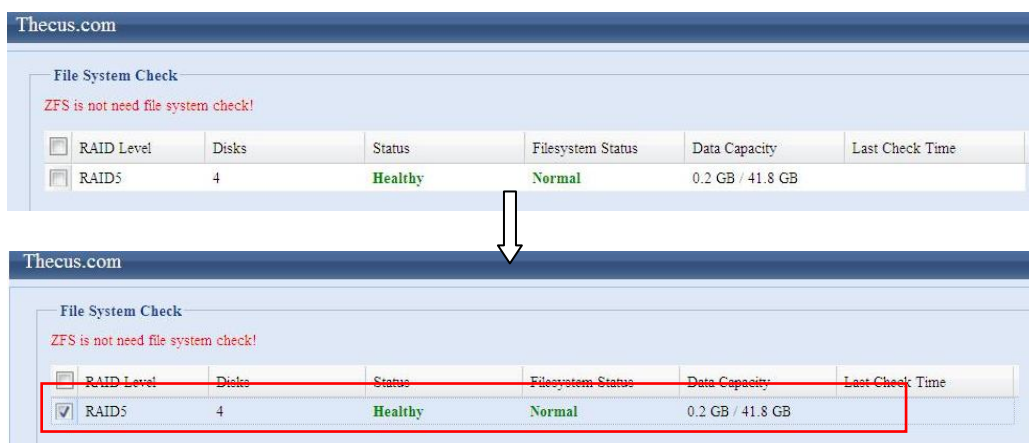 Thecus.com
File System Check
ZFS is not need file system check!
RAID Level Disks Status Filesystem Status Data Capacity Last Check Time
RAID5 4 Healthy Normal 0.2 GB / 41.8 GB
Thecus.com
File System Check
ZFS is not need file system check!
RAID Level Disks Status Filesystem Status Data Capacity Last Check Time
RAID5 4 Healthy Normal 0.2 GB / 41.8 GB